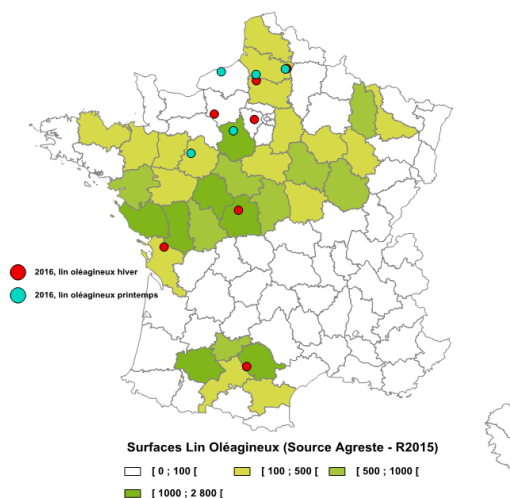 2016, lin oléagineux hiver
2016, lin oléagineux printemps
Surfaces Lin Oléagineux (Source Agreste - R2015)
[ 0 ; 100 [ [ 100 ; 500 [ [ 500 ; 1000 [
[ 1000 ; 2 800 [